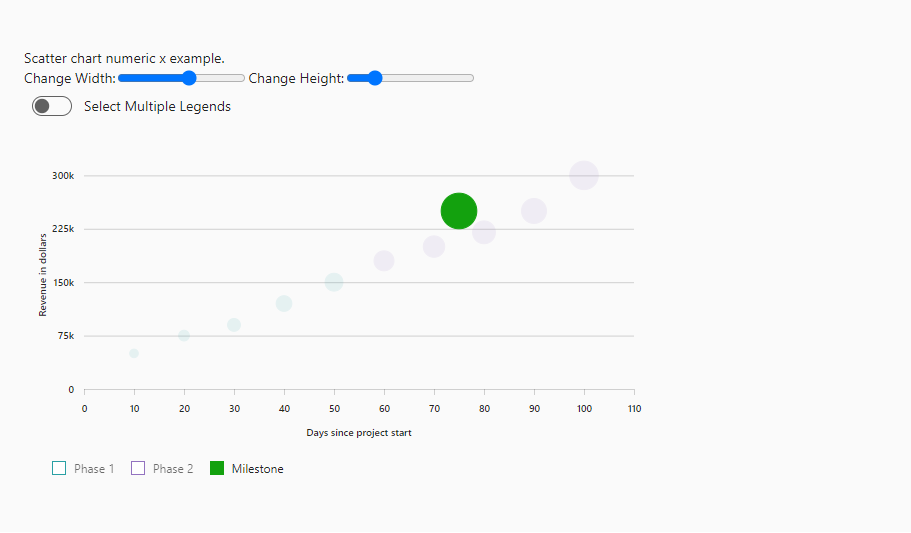 Scatter chart numeric x example.
Change Width: Change Height:
Select Multiple Legends
300k
225k
150k
75k
0
Revenue in dollars
0 10 20 30 40 50 60 70 80 90 100 110
Days since project start
Phase 1 Phase 2 Milestone